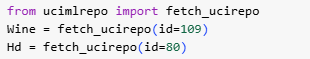 from ucimlrepo import fetch_ucirepo
Wine = fetch_ucirepo(id=109)
Hd = fetch_ucirepo(id=80)